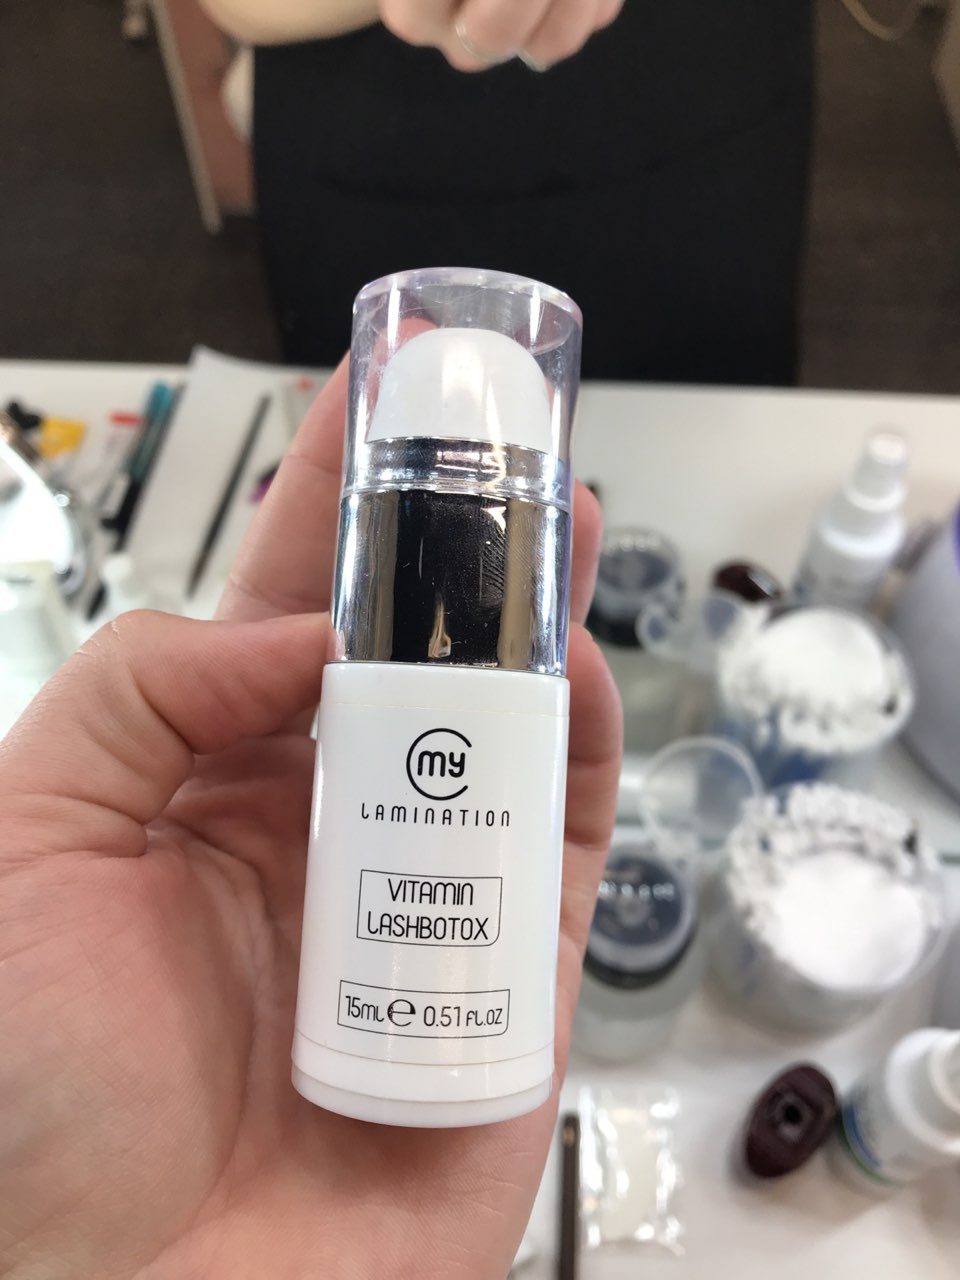 my
LAMINATION
VITAMIN
LASHBOTOX
15ml e 0.51 fl.oz